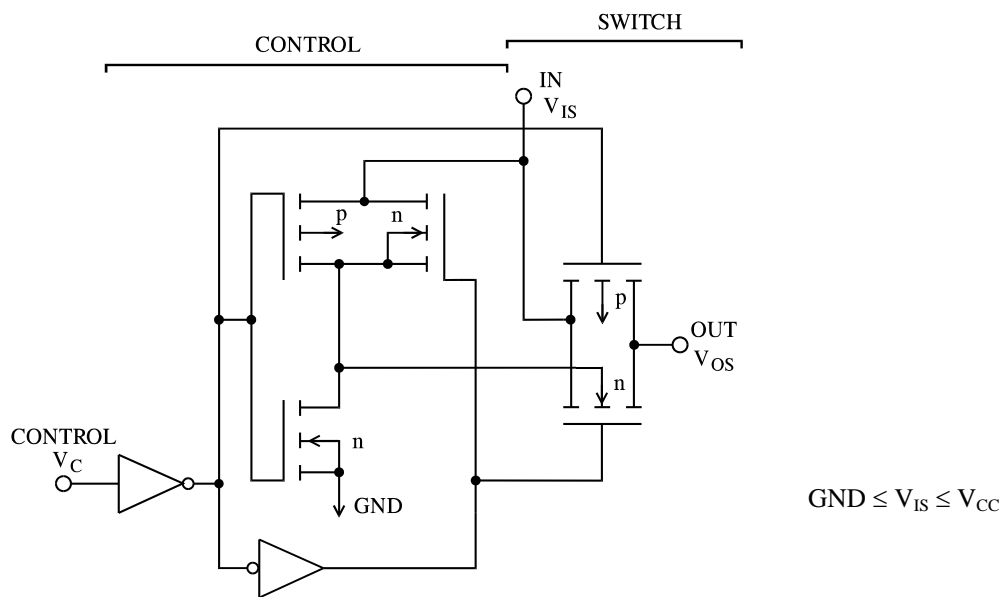 SWITCH
CONTROL
IN
V_IS
p
n
p
OUT
V_OS
n
CONTROL
V_C
n
GND
GND ≤ V_IS ≤ V_CC